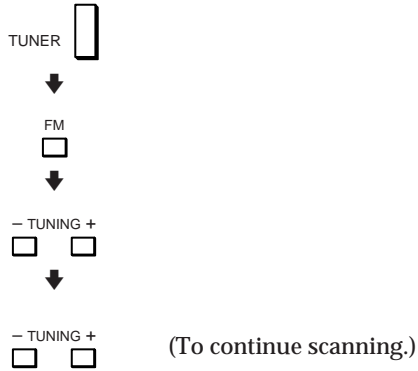 TUNER
FM
– TUNING +
– TUNING + (To continue scanning.)